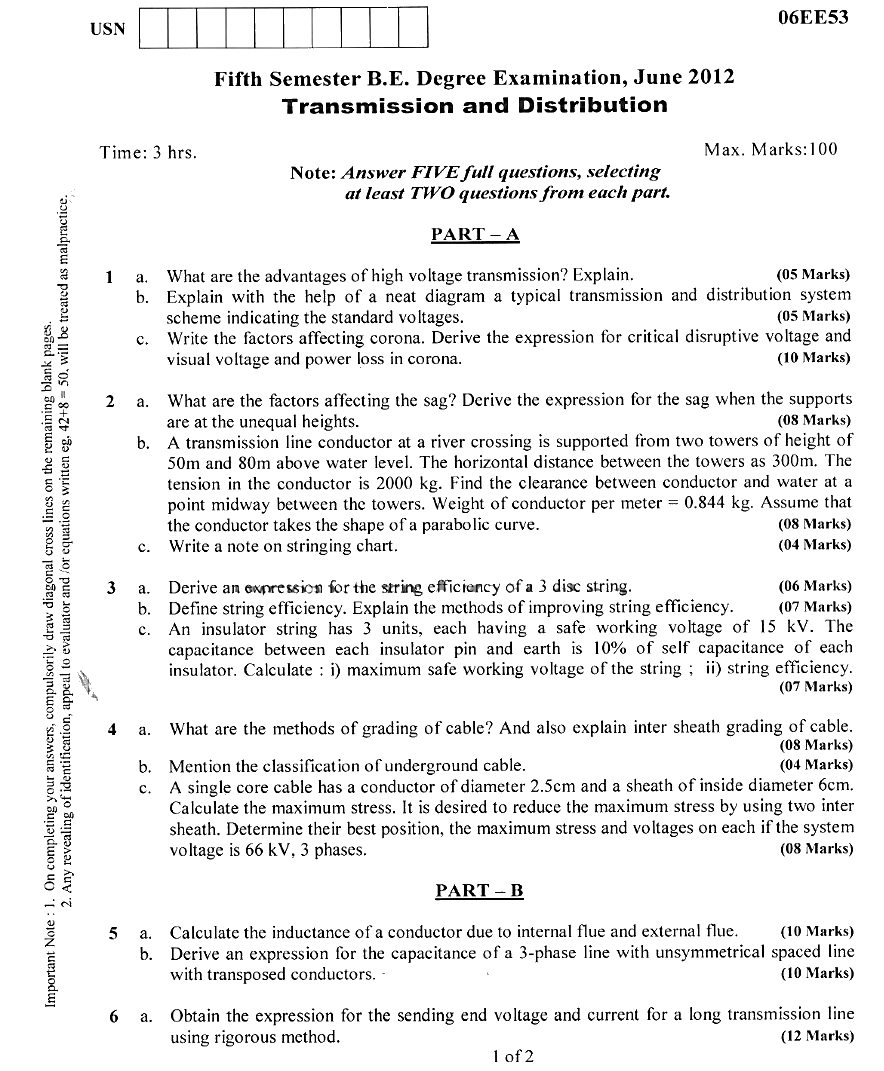 06EE53
USN
Fifth Semester B.E. Degree Examination, June 2012
Transmission and Distribution
Time: 3 hrs.
Max. Marks:100
Note: Answer FIVE full questions, selecting
at least TWO questions from each part.
PART – A
1 a. What are the advantages of high voltage transmission? Explain. (05 Marks)
b. Explain with the help of a neat diagram a typical transmission and distribution system
scheme indicating the standard voltages. (05 Marks)
c. Write the factors affecting corona. Derive the expression for critical disruptive voltage and
visual voltage and power loss in corona. (10 Marks)
2 a. What are the factors affecting the sag? Derive the expression for the sag when the supports
are at the unequal heights. (08 Marks)
b. A transmission line conductor at a river crossing is supported from two towers of height of
50m and 80m above water level. The horizontal distance between the towers as 300m. The
tension in the conductor is 2000 kg. Find the clearance between conductor and water at a
point midway between the towers. Weight of conductor per meter = 0.844 kg. Assume that
the conductor takes the shape of a parabolic curve. (08 Marks)
c. Write a note on stringing chart. (04 Marks)
3 a. Derive an expression for the string efficiency of a 3 disc string. (06 Marks)
b. Define string efficiency. Explain the methods of improving string efficiency. (07 Marks)
c. An insulator string has 3 units, each having a safe working voltage of 15 kV. The
capacitance between each insulator pin and earth is 10% of self capacitance of each
insulator. Calculate : i) maximum safe working voltage of the string ; ii) string efficiency.
(07 Marks)
4 a. What are the methods of grading of cable? And also explain inter sheath grading of cable.
(08 Marks)
b. Mention the classification of underground cable. (04 Marks)
c. A single core cable has a conductor of diameter 2.5cm and a sheath of inside diameter 6cm.
Calculate the maximum stress. It is desired to reduce the maximum stress by using two inter
sheath. Determine their best position, the maximum stress and voltages on each if the system
voltage is 66 kV, 3 phases. (08 Marks)
PART – B
5 a. Calculate the inductance of a conductor due to internal flue and external flue. (10 Marks)
b. Derive an expression for the capacitance of a 3-phase line with unsymmetrical spaced line
with transposed conductors. (10 Marks)
6 a. Obtain the expression for the sending end voltage and current for a long transmission line
using rigorous method. (12 Marks)
1 of 2
Important Note : 1. On completing your answers, compulsorily draw diagonal cross lines on the remaining blank pages.
2. Any revealing of identification, appeal to evaluator and /or equations written eg, 42+8 = 50, will be treated as malpractice.